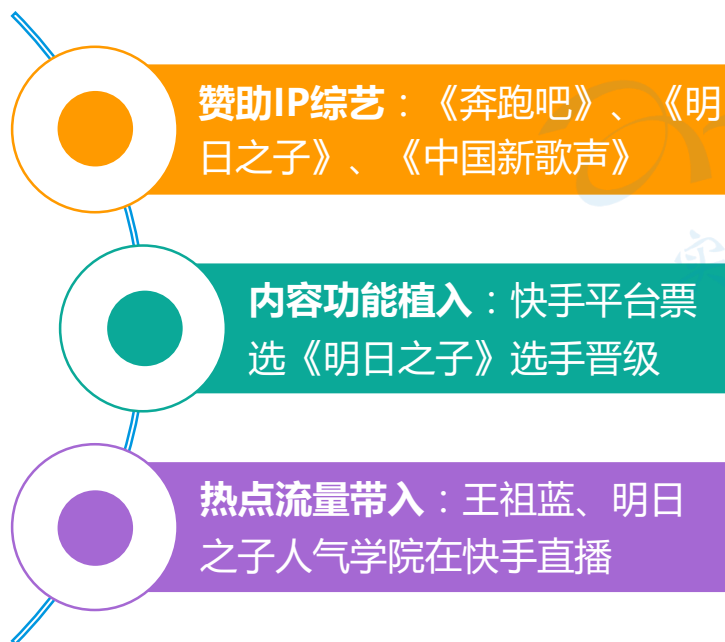 赞助IP综艺：《奔跑吧》、《明
日之子》、《中国新歌声》
内容功能植入：快手平台票
选《明日之子》选手晋级
热点流量带入：王祖蓝、明日
之子人气学院在快手直播